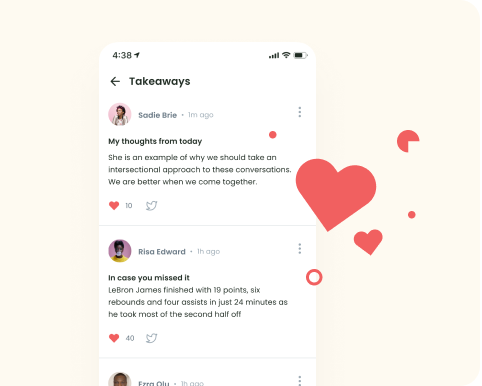 4:38
Takeaways
Sadie Brie • 1m ago
My thoughts from today
She is an example of why we should take an
intersectional approach to these conversations.
We are better when we come together.
10
Risa Edward • 1h ago
In case you missed it
LeBron James finished with 19 points, six
rebounds and four assists in just 24 minutes as
he took most of the second half off
40
Ezra Olu • 1h ago